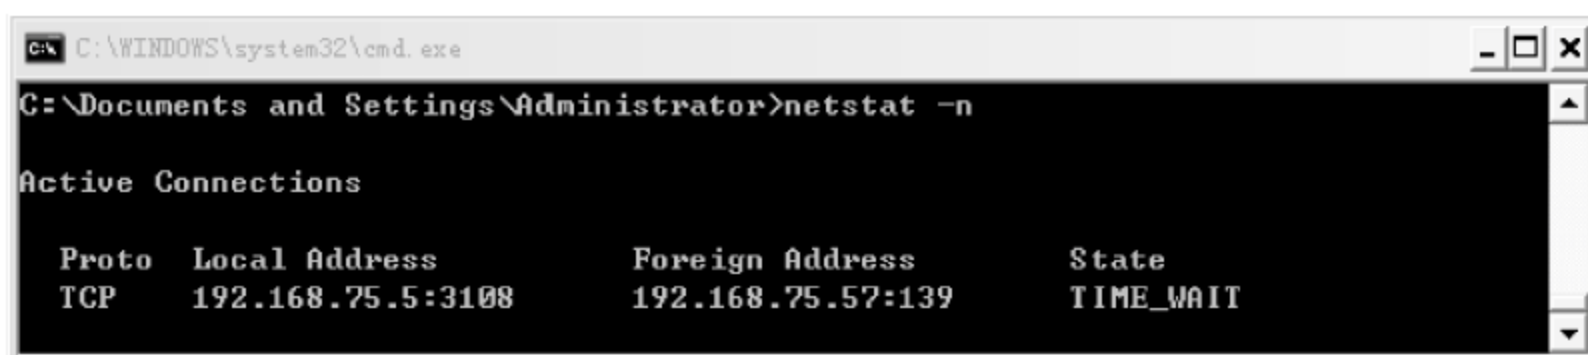 C:\WINDOWS\system32\cmd.exe
C:\Documents and Settings\Administrator>netstat -n
Active Connections
Proto  Local Address          Foreign Address        State
TCP    192.168.75.5:3108      192.168.75.57:139      TIME_WAIT